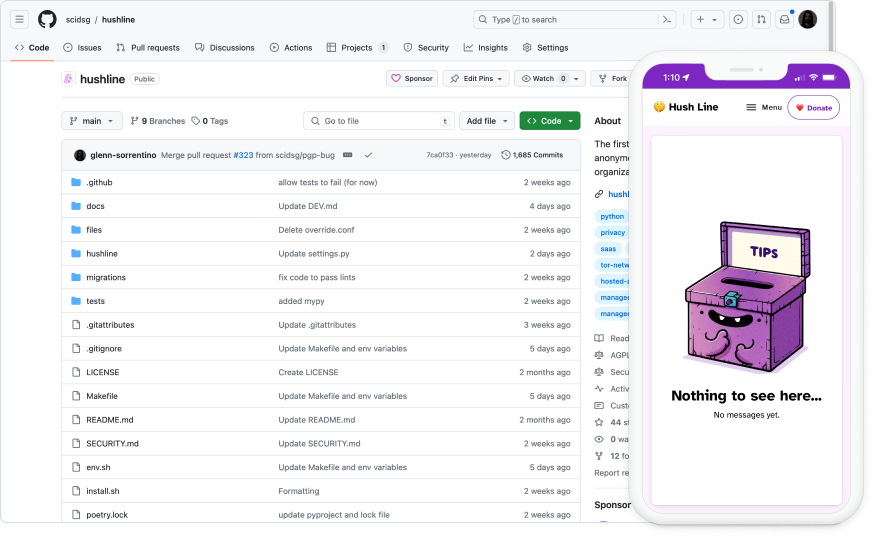 scidsg / hushline
Type / to search
Code
Issues
Pull requests
Discussions
Actions
Projects 1
Security
Insights
Settings
hushline Public
Sponsor
Edit Pins
Watch 0
Fork
main
9 Branches
0 Tags
Go to file t
Add file
Code
glenn-sorrentino Merge pull request #323 from scidsg/pgp-bug
7ca0f33 · yesterday
1,685 Commits
.github allow tests to fail (for now) 2 weeks ago
docs Update DEV.md 4 days ago
files Delete override.conf 2 weeks ago
hushline Update settings.py 2 days ago
migrations fix code to pass lints 2 weeks ago
tests added mypy 2 weeks ago
.gitattributes Update .gitattributes 3 weeks ago
.gitignore Update Makefile and env variables 5 days ago
LICENSE Create LICENSE 2 months ago
Makefile Update Makefile and env variables 5 days ago
README.md Update README.md 2 months ago
SECURITY.md Update SECURITY.md 2 weeks ago
env.sh Update Makefile and env variables 5 days ago
install.sh Formatting 2 weeks ago
poetry.lock update pyproject and lock file 2 weeks ago
About
The first
anonym
organiza
hushl
python
privacy
saas
tor-netw
hosted-
managed
managed
Read
AGPL
Secu
Activ
Custo
44 st
0 wa
12 fo
Report re
Sponsor
1:10
Hush Line
Menu
Donate
TIPS
Nothing to see here...
No messages yet.